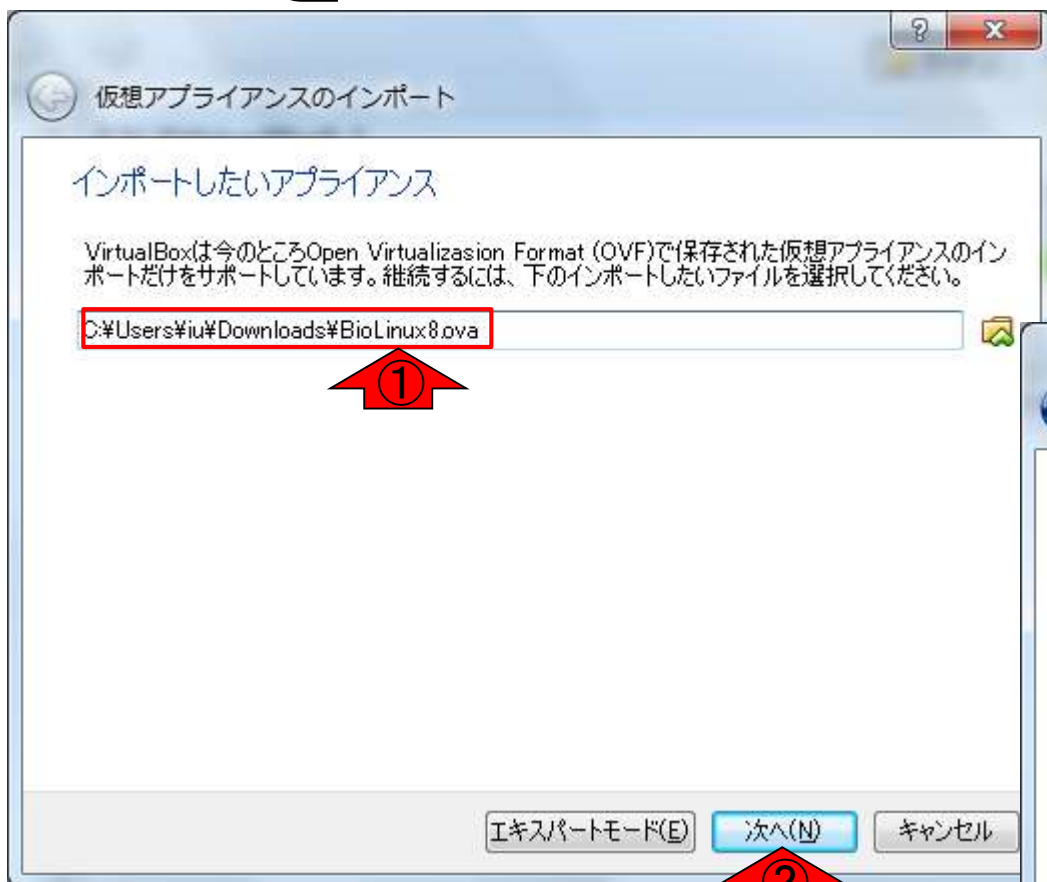 ?
x
仮想アプライアンスのインポート
インポートしたいアプライアンス
VirtualBoxは今のところOpen Virtualizasion Format (OVF)で保存された仮想アプライアンスのイン
ポートだけをサポートしています。継続するには、下のインポートしたいファイルを選択してください。
C:¥Users¥iu¥Downloads¥BioLinux8.ova
①
エキスパートモード(E) 次へ(N) キャンセル
②